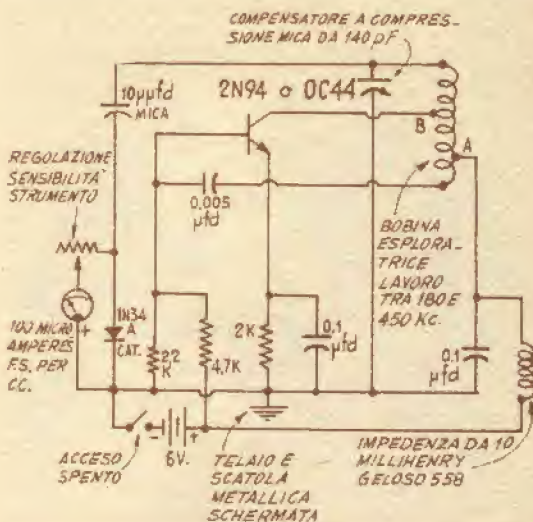 COMPENSATORE A COMPRES-
SIONE MICA DA 140 pF
10µµfd
MICA
2N94 o OC44
B
A
REGOLAZIONE
SENSIBILITÀ
STRUMENTO
0.005
µfd
BOBINA
ESPLORA-
TRICE
LAVORO
TRA 180 E
450 Kc.
100 MICRO
AMPERES
F.S. PER
CC.
+
1N34
A
CAT.
22
K
4.7K
2K
0.1
µfd
0.1
µfd
- +
6V.
ACCESO
SPENTO
TELAIO E
SCATOLA
METALLICA
SCHERMATA
IMPEDENZA DA 10
MILLIHENRY
GELOSO 558